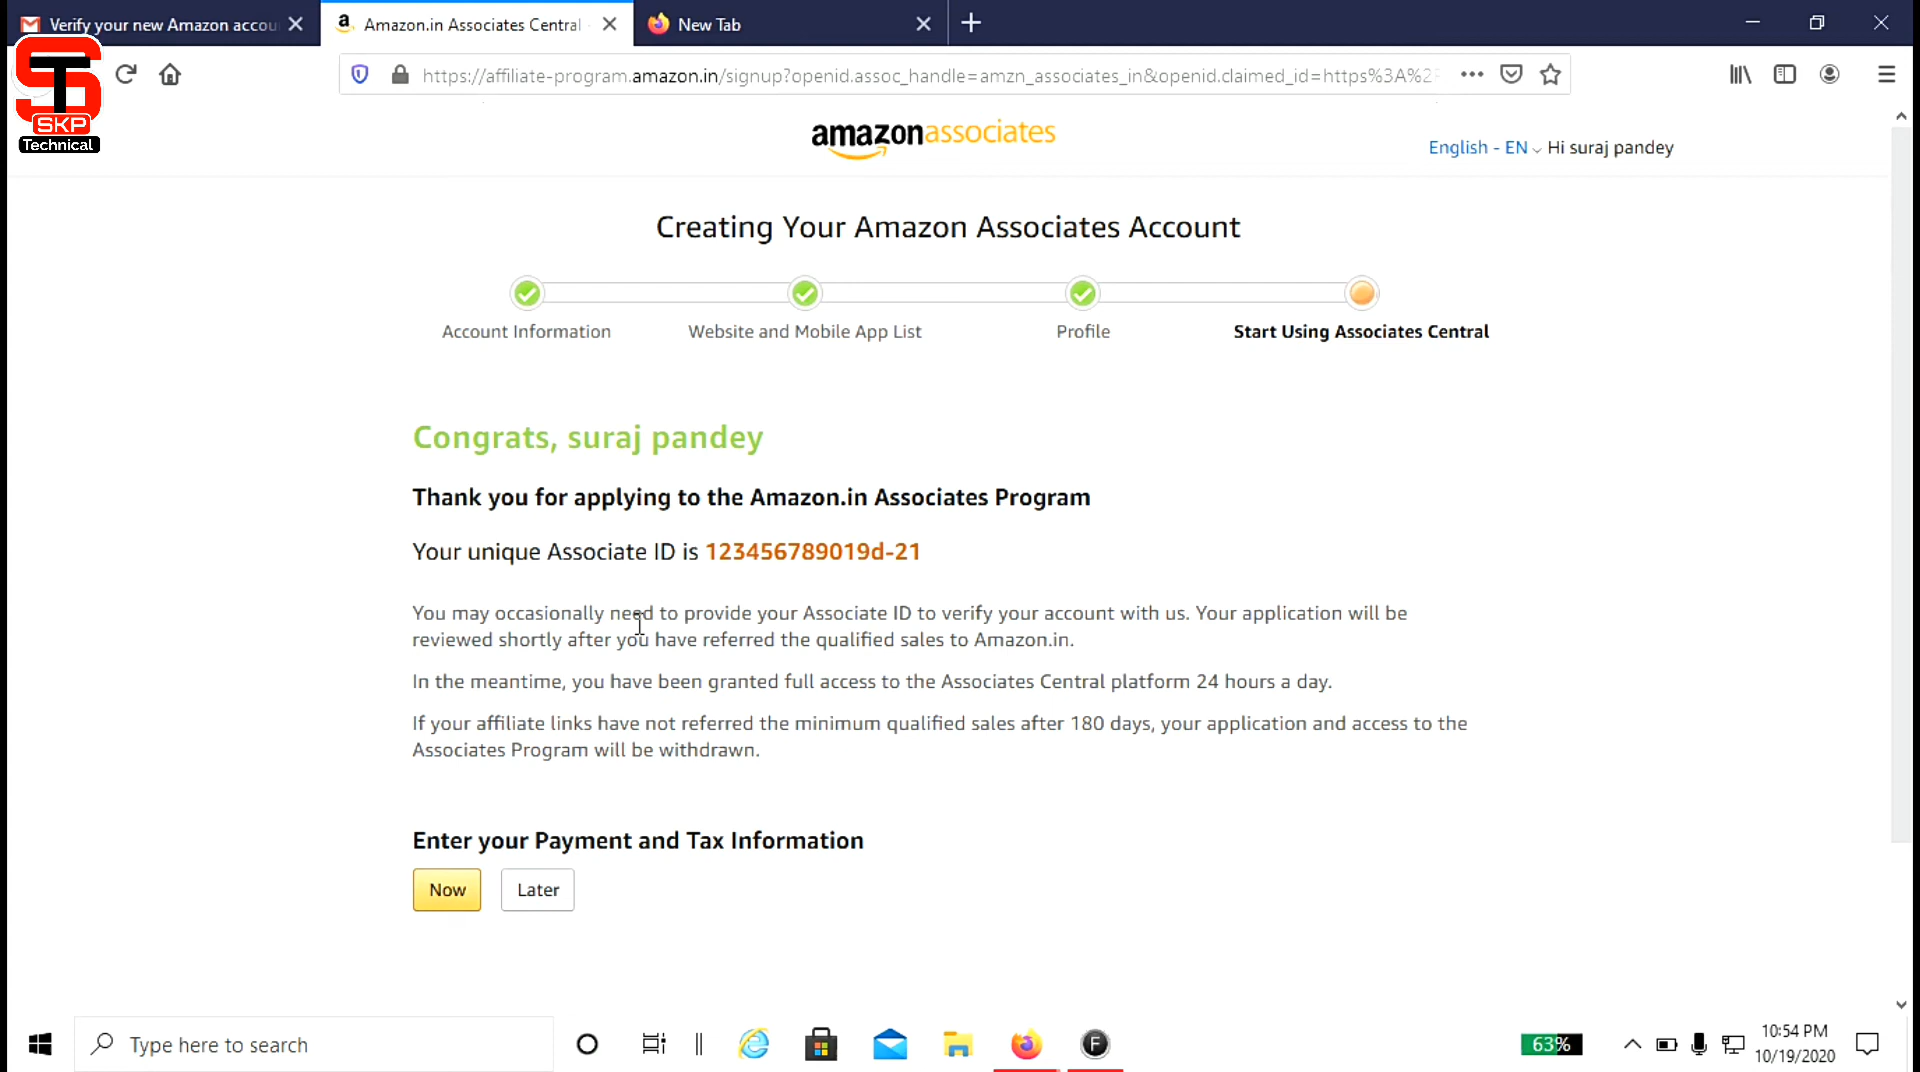 Verify your new Amazon accou
Amazon.in Associates Central
New Tab
https://affiliate-program.amazon.in/signup?openid.assoc_handle=amzn_associates_in&openid.claimed_id=https%3A%2
SKP
Technical
amazonassociates
English - EN Hi suraj pandey
Creating Your Amazon Associates Account
Account Information
Website and Mobile App List
Profile
Start Using Associates Central
Congrats, suraj pandey
Thank you for applying to the Amazon.in Associates Program
Your unique Associate ID is 123456789019d-21
You may occasionally need to provide your Associate ID to verify your account with us. Your application will be
reviewed shortly after you have referred the qualified sales to Amazon.in.
In the meantime, you have been granted full access to the Associates Central platform 24 hours a day.
If your affiliate links have not referred the minimum qualified sales after 180 days, your application and access to the
Associates Program will be withdrawn.
Enter your Payment and Tax Information
Now
Later
Type here to search
63%
10:54 PM
10/19/2020